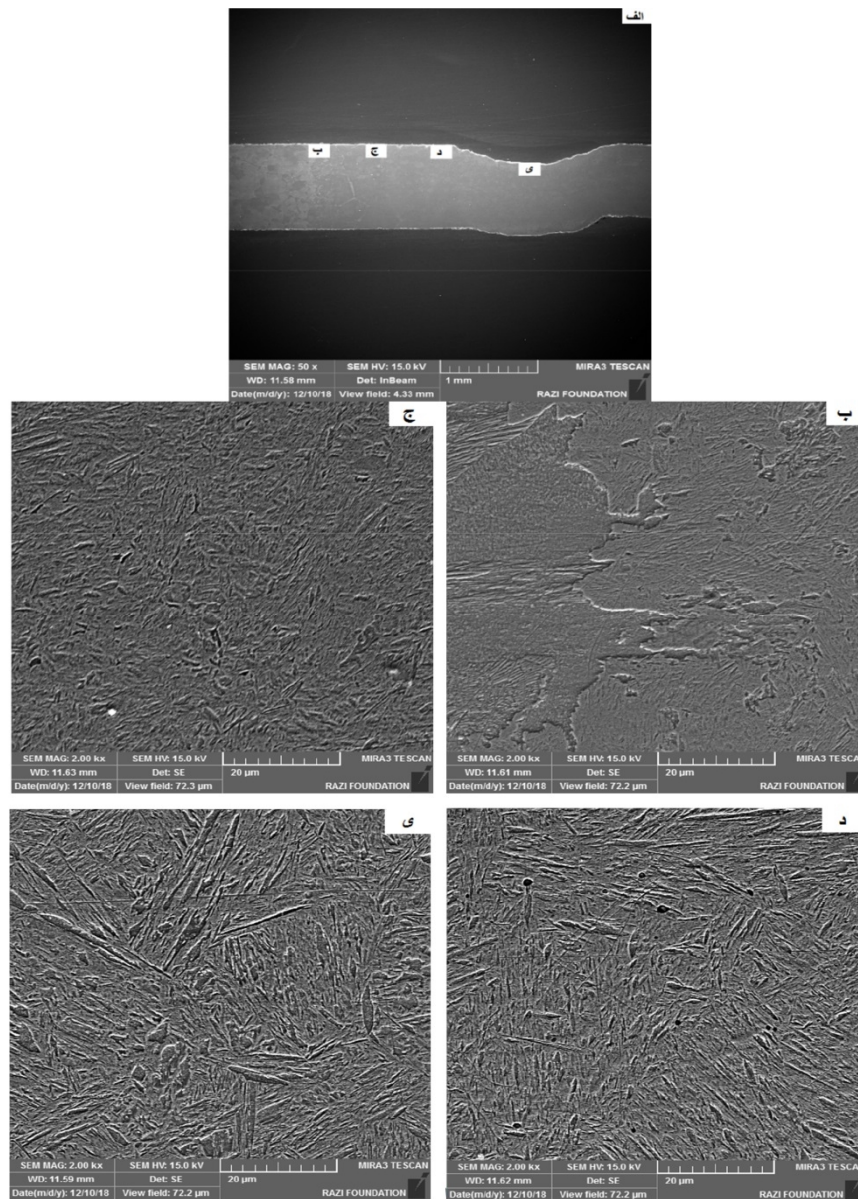 الف
ب
ج
د
ی
SEM MAG: 50 x SEM HV: 15.0 kV MIRA3 TESCAN
WD: 11.58 mm Det: InBeam 1 mm
Date(m/d/y): 12/10/18 View field: 4.33 mm RAZI FOUNDATION
ج
SEM MAG: 2.00 kx SEM HV: 15.0 kV MIRA3 TESCAN
WD: 11.63 mm Det: SE 20 µm
Date(m/d/y): 12/10/18 View field: 72.3 µm RAZI FOUNDATION
ب
SEM MAG: 2.00 kx SEM HV: 15.0 kV MIRA3 TESCAN
WD: 11.61 mm Det: SE 20 µm
Date(m/d/y): 12/10/18 View field: 72.2 µm RAZI FOUNDATION
ی
SEM MAG: 2.00 kx SEM HV: 15.0 kV MIRA3 TESCAN
WD: 11.59 mm Det: SE 20 µm
Date(m/d/y): 12/10/18 View field: 72.2 µm RAZI FOUNDATION
د
SEM MAG: 2.00 kx SEM HV: 15.0 kV MIRA3 TESCAN
WD: 11.62 mm Det: SE 20 µm
Date(m/d/y): 12/10/18 View field: 72.2 µm RAZI FOUNDATION